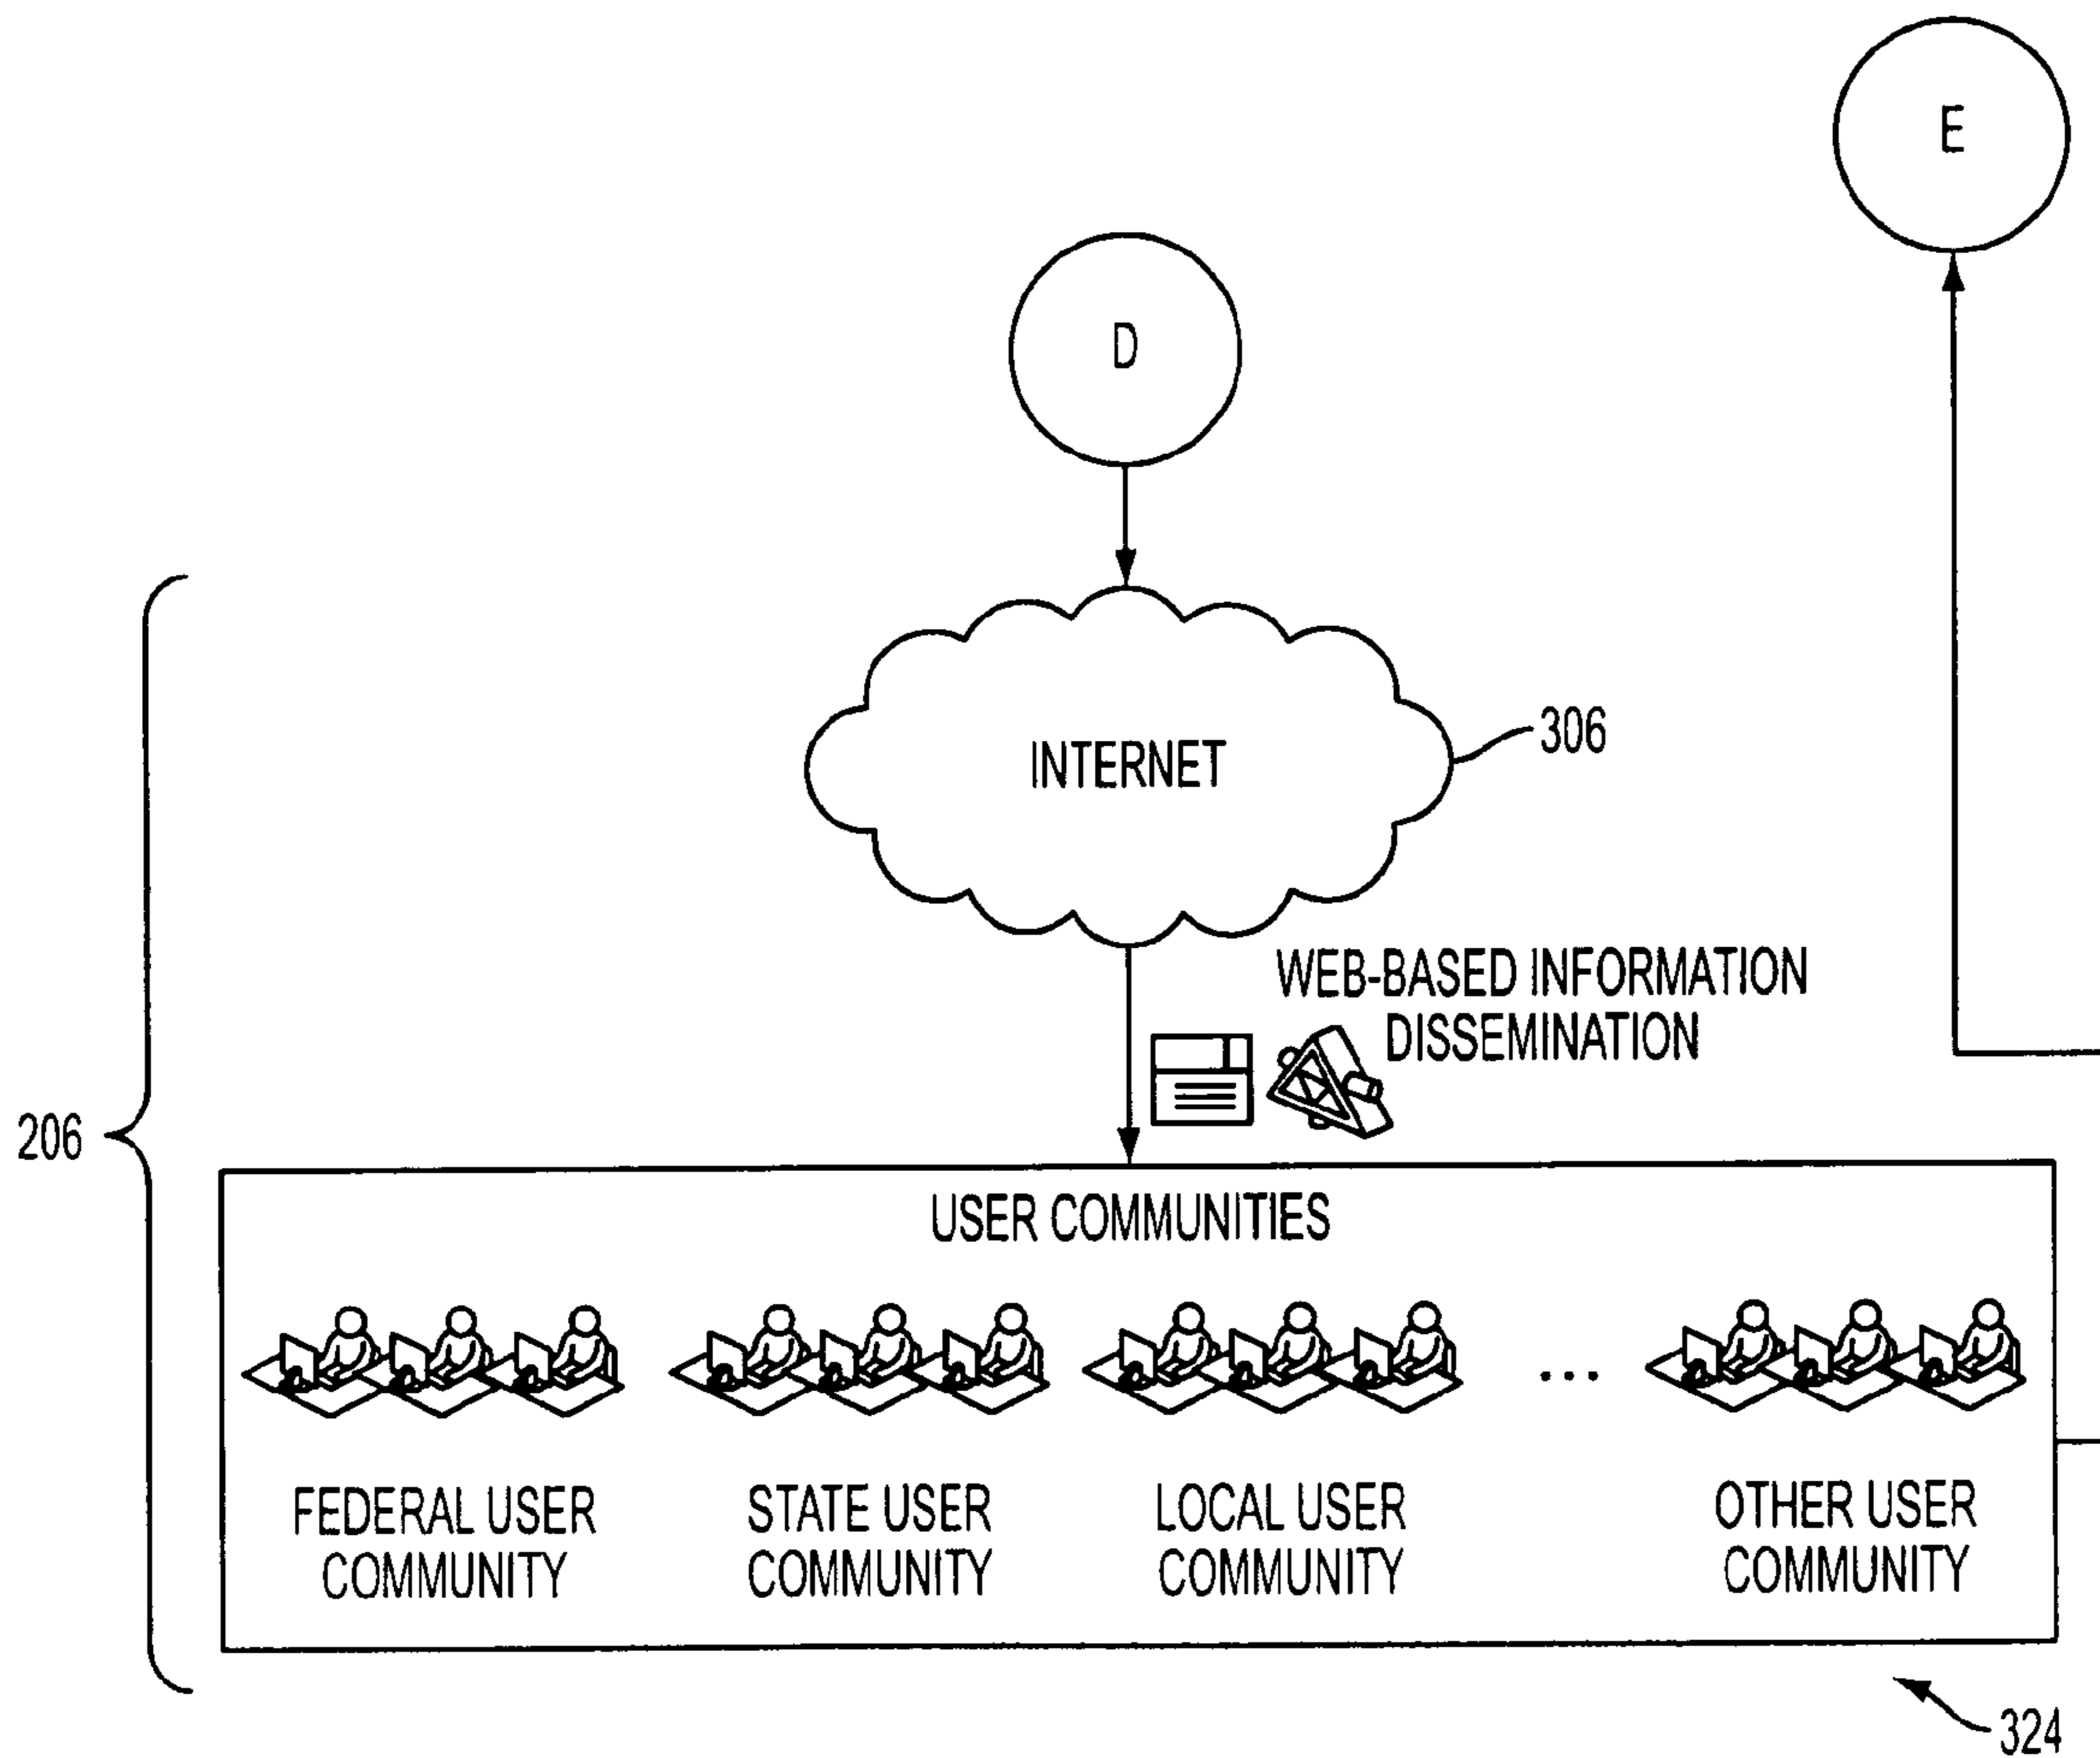 E
D
INTERNET
306
WEB-BASED INFORMATION
DISSEMINATION
206
USER COMMUNITIES
...
FEDERAL USER
COMMUNITY
STATE USER
COMMUNITY
LOCAL USER
COMMUNITY
OTHER USER
COMMUNITY
324